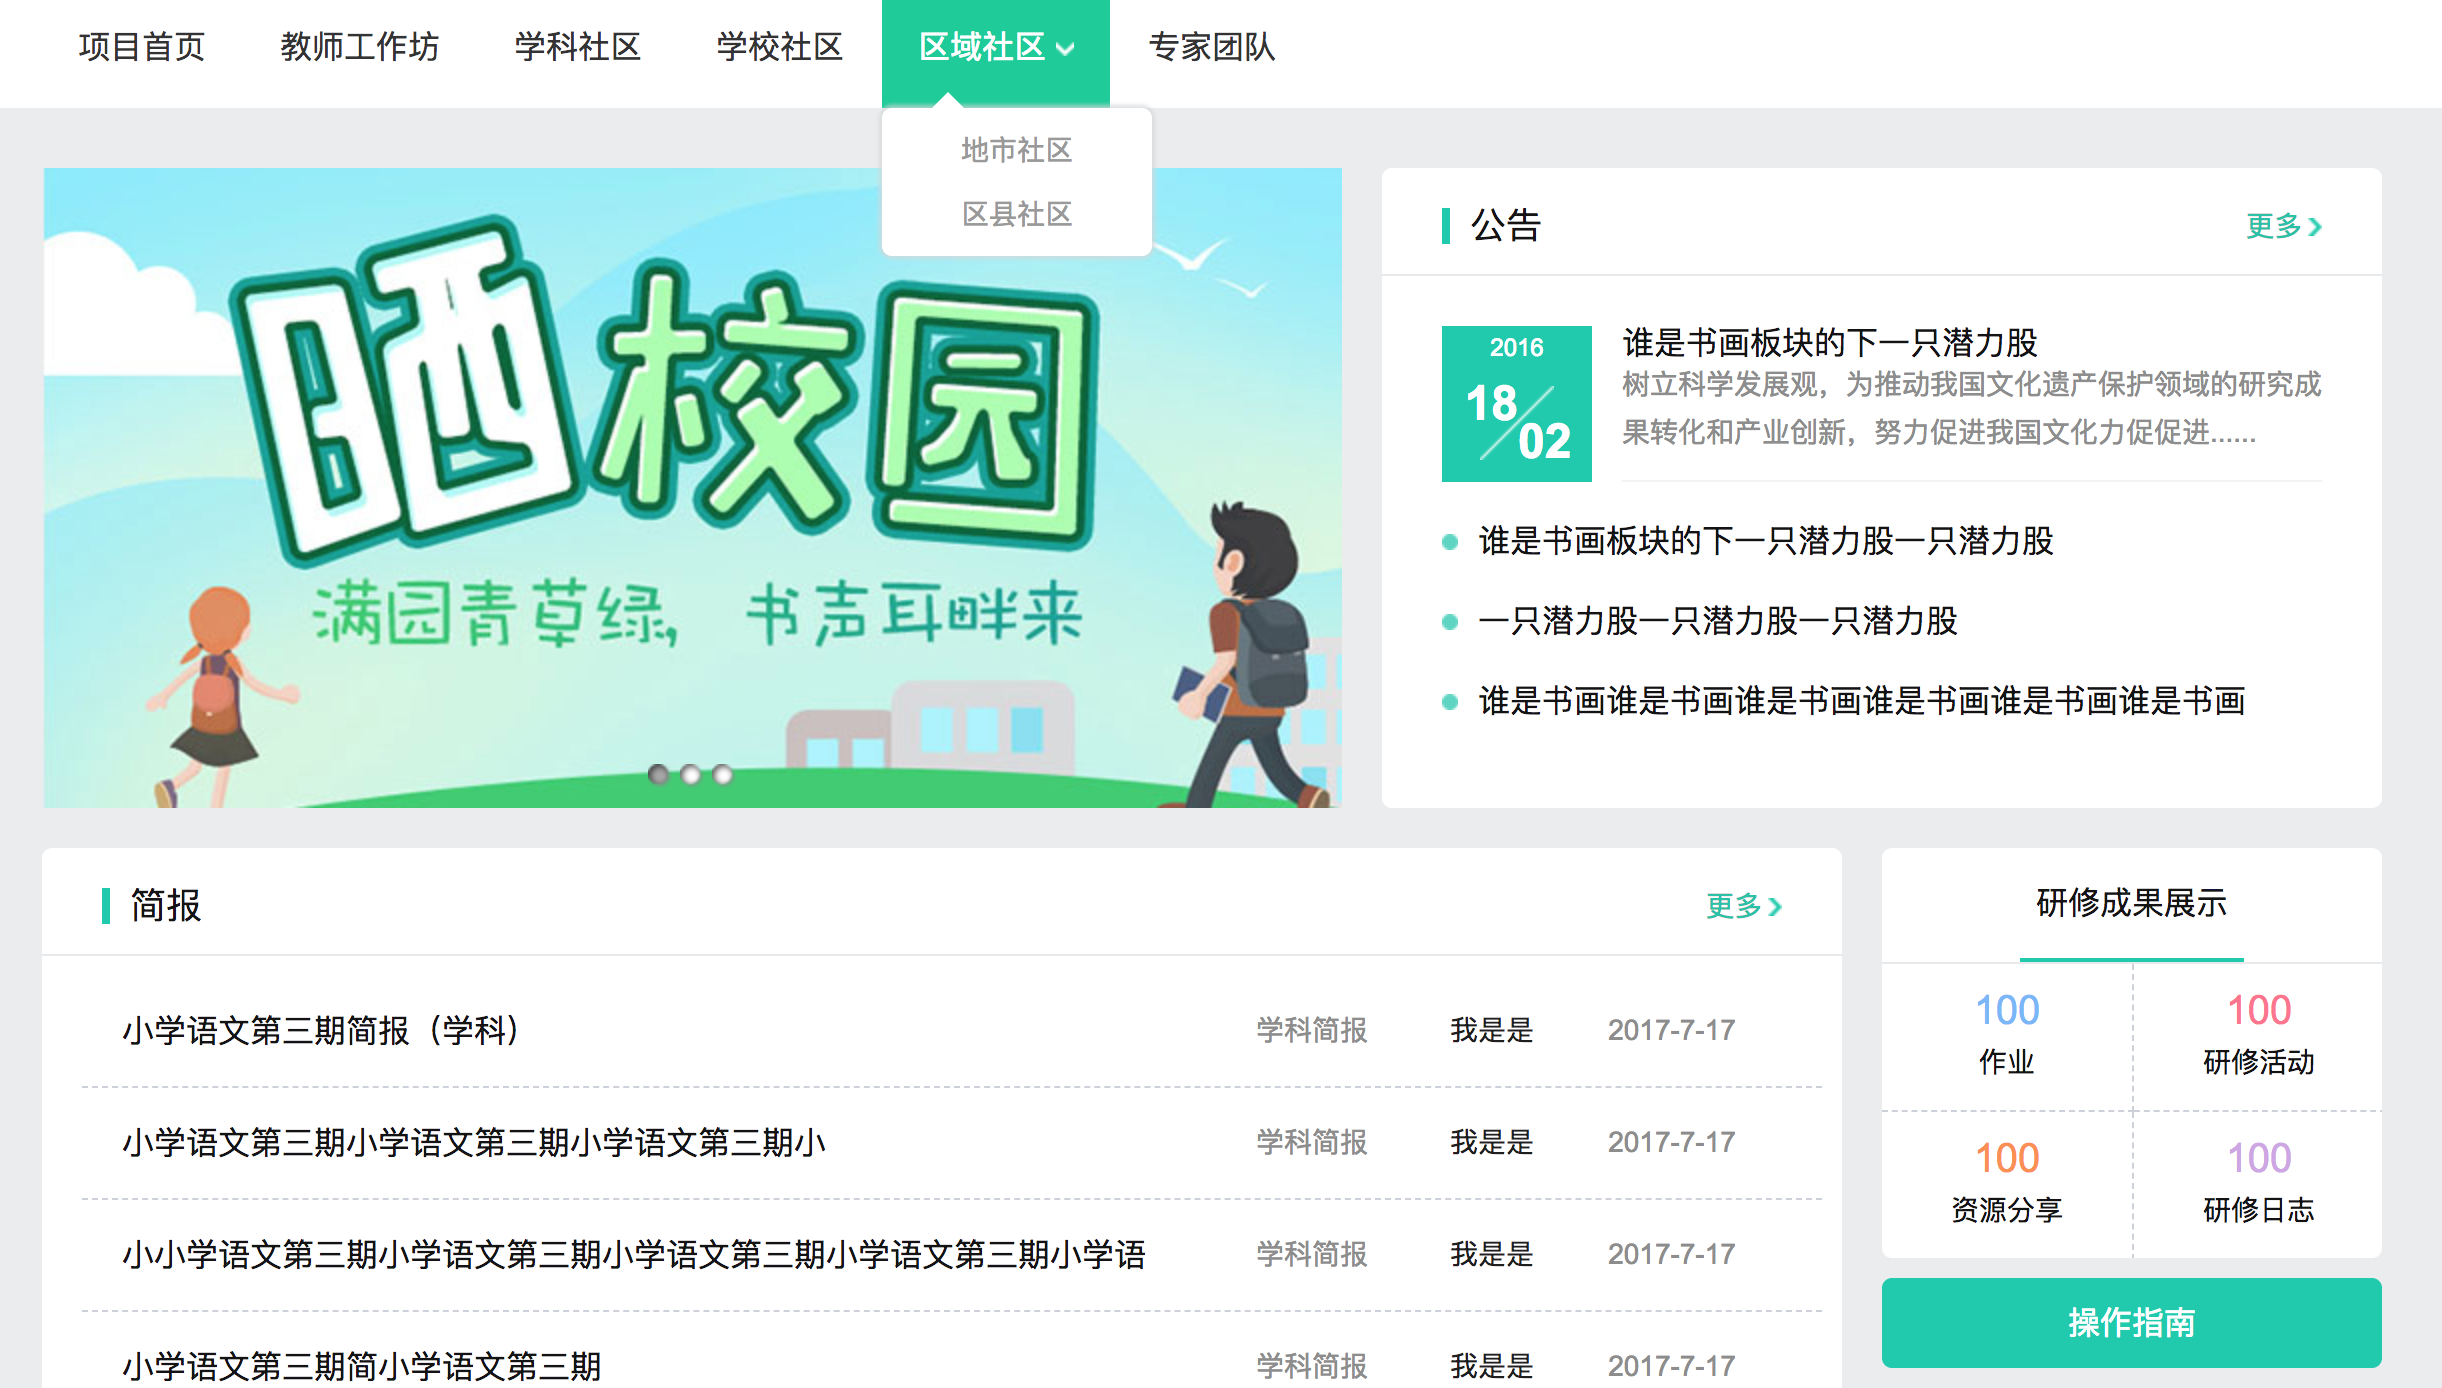 项目首页 教师工作坊 学科社区 学校社区 区域社区 专家团队
地市社区
区县社区
晒校园
满园青草绿，书声耳畔来
公告 更多
2016
18/02
谁是书画板块的下一只潜力股
树立科学发展观，为推动我国文化遗产保护领域的研究成
果转化和产业创新，努力促进我国文化力促促进......
谁是书画板块的下一只潜力股一只潜力股
一只潜力股一只潜力股一只潜力股
谁是书画谁是书画谁是书画谁是书画谁是书画谁是书画
简报 更多
小学语文第三期简报（学科） 学科简报 我是是 2017-7-17
小学语文第三期小学语文第三期小学语文第三期小 学科简报 我是是 2017-7-17
小小学语文第三期小学语文第三期小学语文第三期小学语文第三期小学语 学科简报 我是是 2017-7-17
小学语文第三期简小学语文第三期 学科简报 我是是 2017-7-17
研修成果展示
100 100
作业 研修活动
100 100
资源分享 研修日志
操作指南